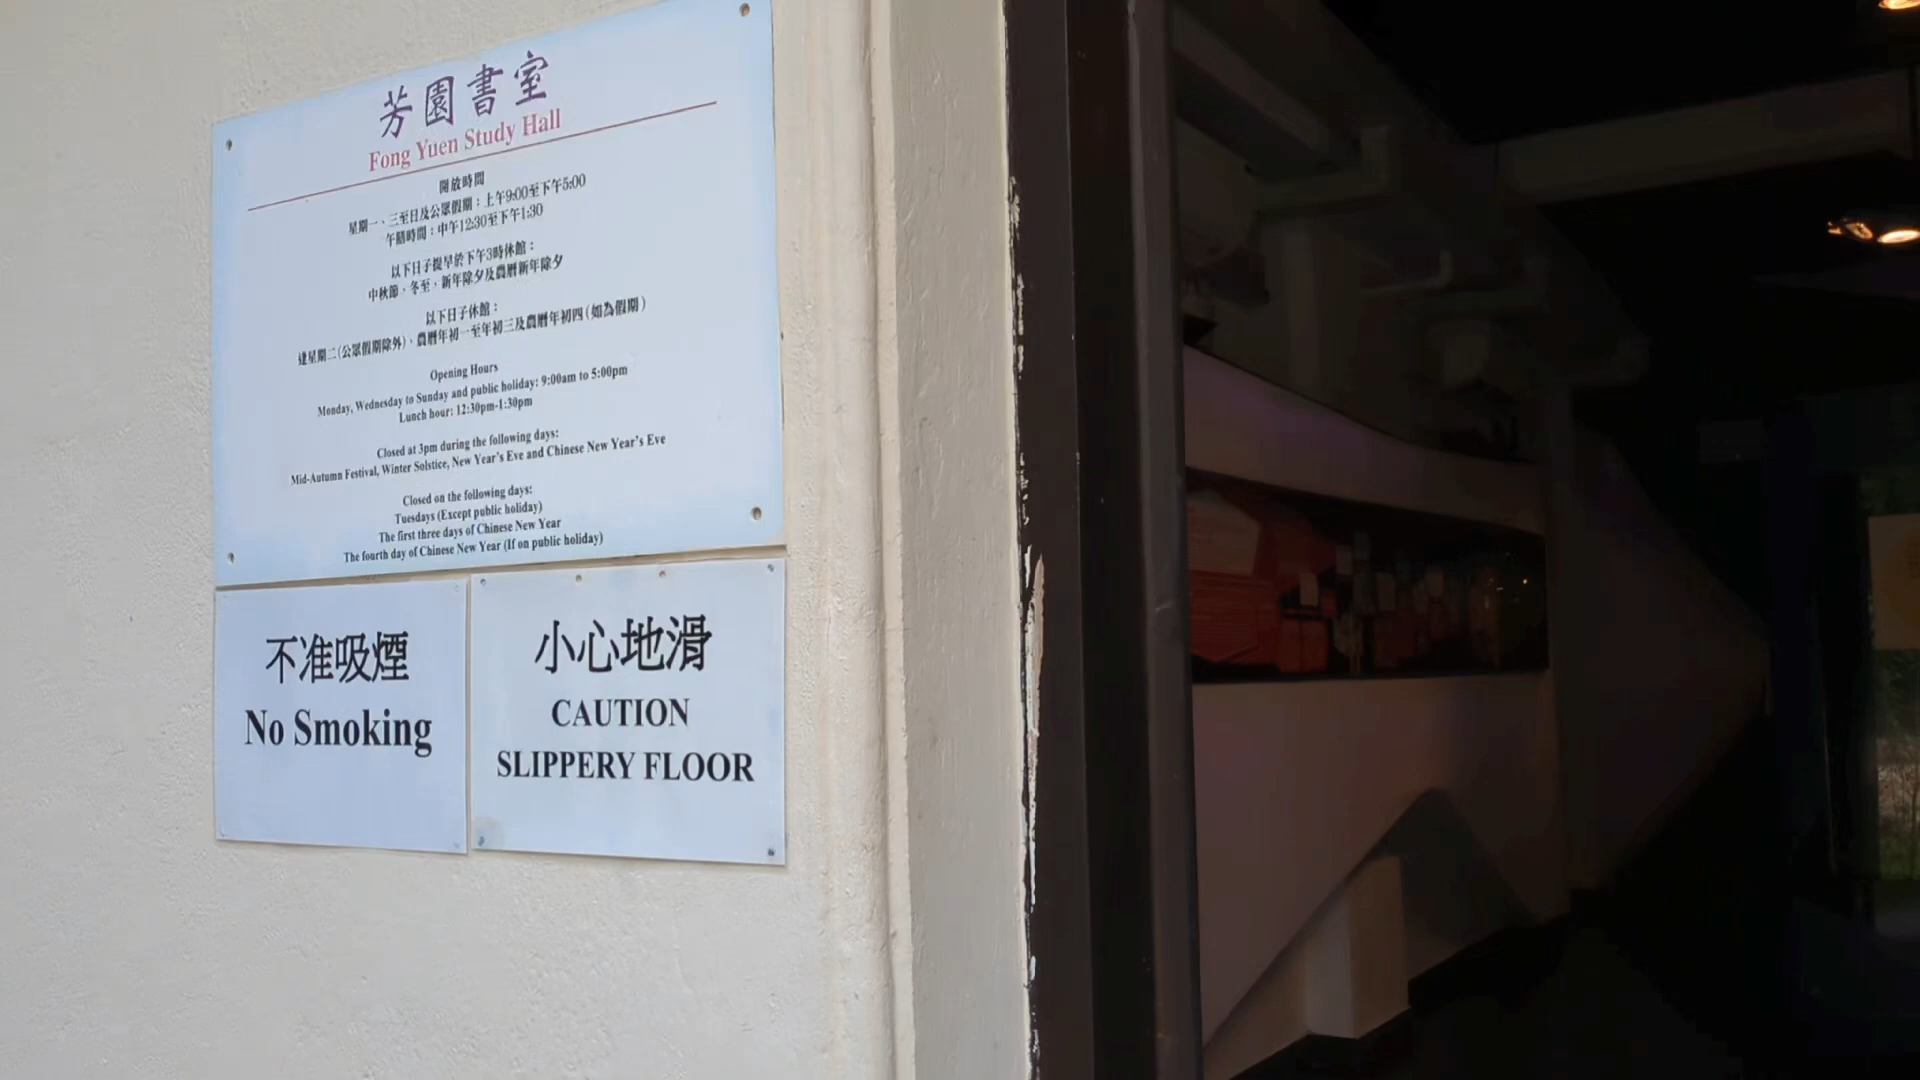 芳園書室
Fong Yuen Study Hall
開放時間
星期一、三至日及公眾假期：上午9:00至下午5:00
午膳時間：中午12:30至下午1:30
以下日子提早於下午3時休館：
中秋節、冬至、新年除夕及農曆新年除夕
以下日子休館：
逢星期二(公眾假期除外)、農曆年初一至年初三及農曆年初四(如為假期)
Opening Hours
Monday, Wednesday to Sunday and public holiday: 9:00am to 5:00pm
Lunch hour: 12:30pm-1:30pm
Closed at 3pm during the following days:
Mid-Autumn Festival, Winter Solstice, New Year's Eve and Chinese New Year's Eve
Closed on the following days:
Tuesdays (Except public holiday)
The first three days of Chinese New Year
The fourth day of Chinese New Year (If on public holiday)
不准吸煙
No Smoking
小心地滑
CAUTION
SLIPPERY FLOOR